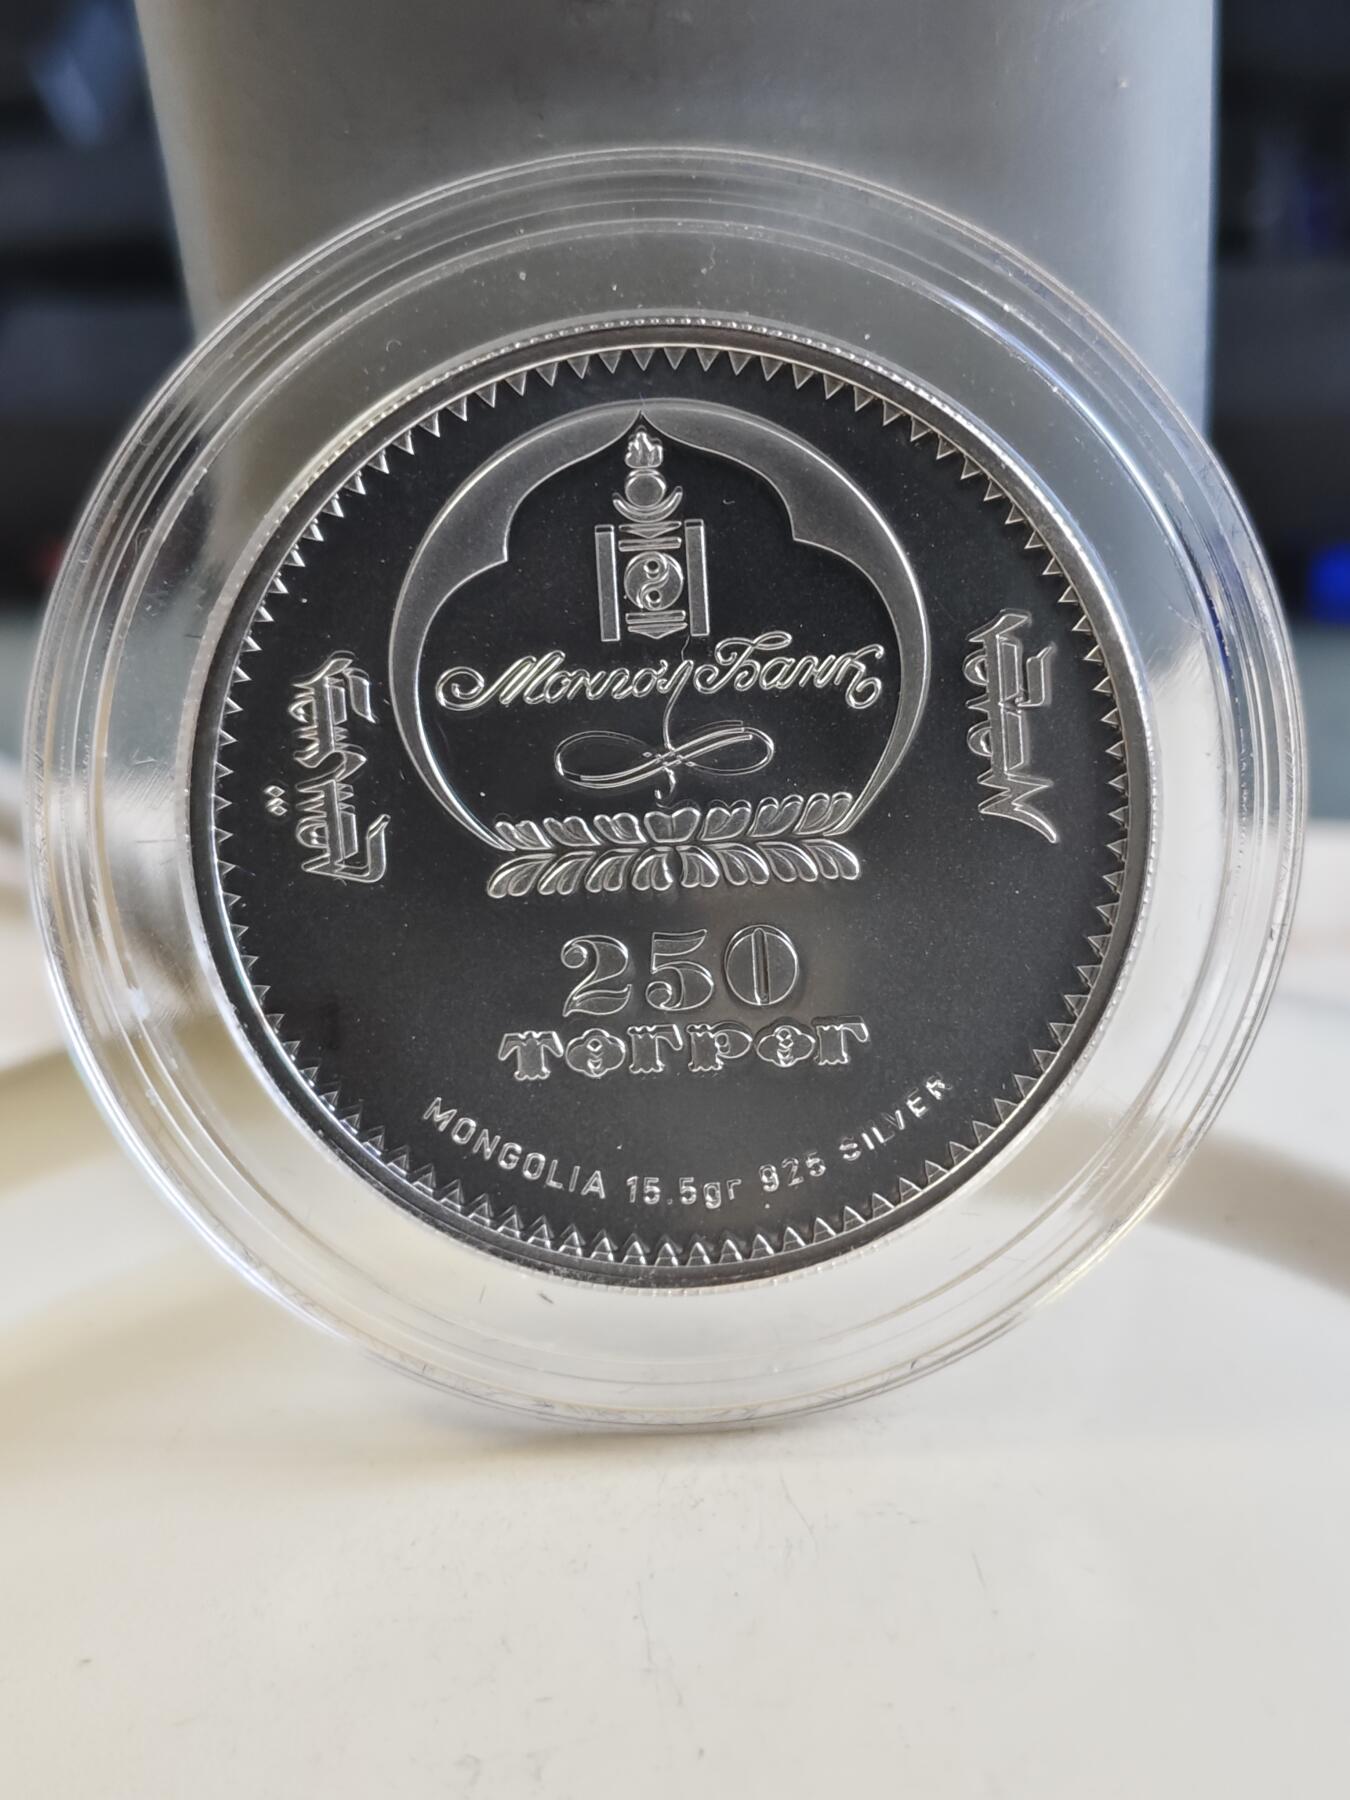 Монгол Банк
250
ТӨГРӨГ
MONGOLIA 15.5gr 925 SILVER